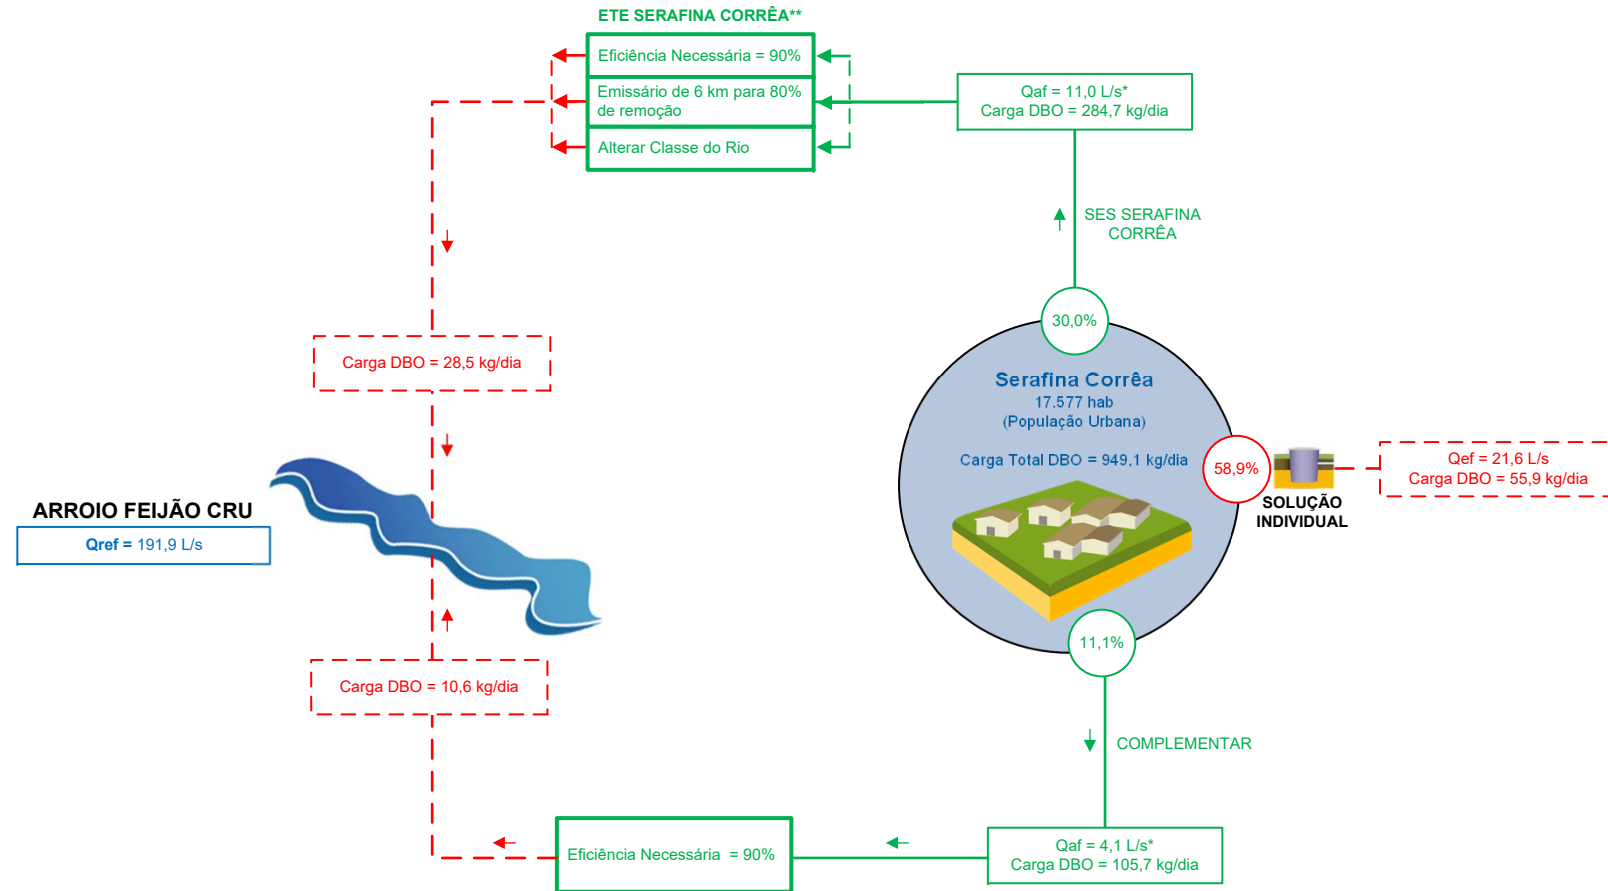 ETE SERAFINA CORRÊA**
Eficiência Necessária = 90%
Emissário de 6 km para 80%
de remoção
Alterar Classe do Rio
Qaf = 11,0 L/s*
Carga DBO = 284,7 kg/dia
SES SERAFINA
CORRÊA
30,0%
Carga DBO = 28,5 kg/dia
Serafina Corrêa
17.577 hab
(População Urbana)
Carga Total DBO = 949,1 kg/dia
58,9%
SOLUÇÃO
INDIVIDUAL
Qef = 21,6 L/s
Carga DBO = 55,9 kg/dia
ARROIO FEIJÃO CRU
Qref = 191,9 L/s
11,1%
Carga DBO = 10,6 kg/dia
COMPLEMENTAR
Eficiência Necessária = 90%
Qaf = 4,1 L/s*
Carga DBO = 105,7 kg/dia